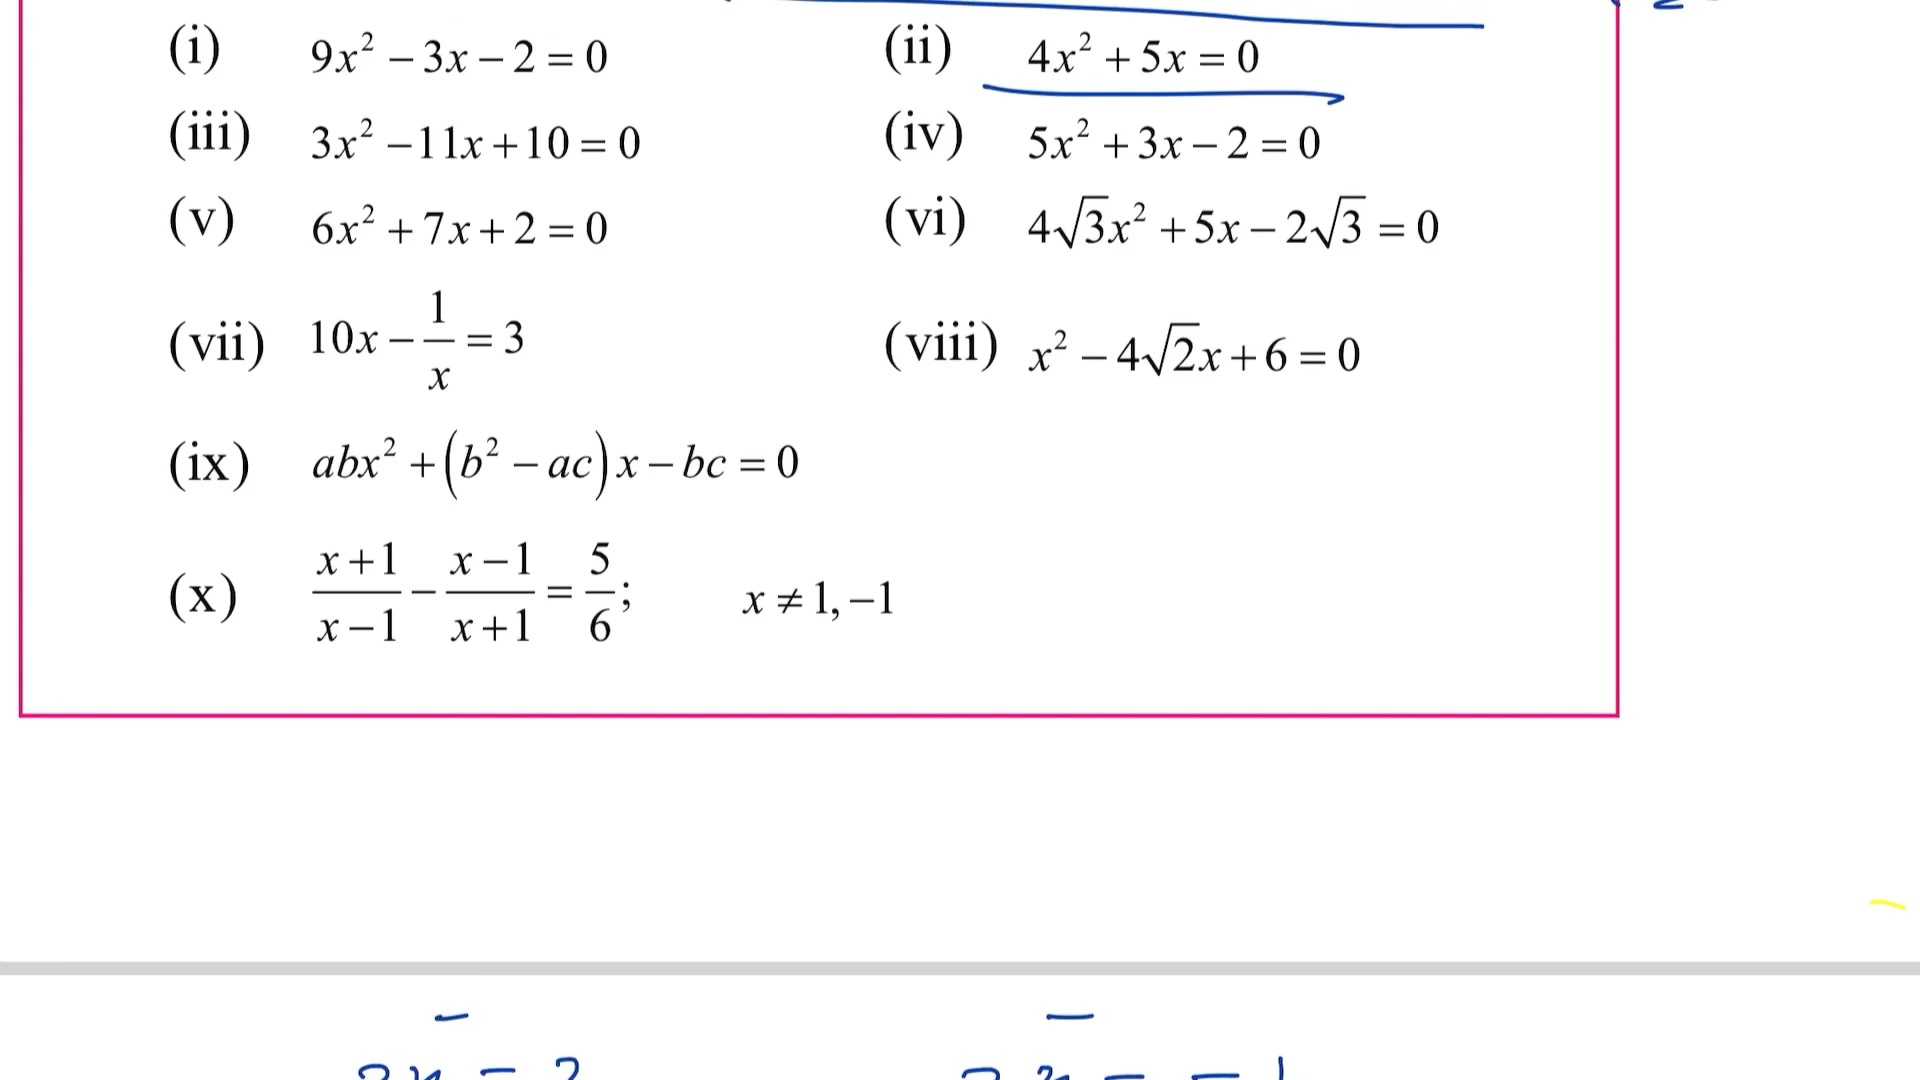 (i) 9x² − 3x − 2 = 0 (ii) 4x² + 5x = 0
(iii) 3x² − 11x + 10 = 0 (iv) 5x² + 3x − 2 = 0
(v) 6x² + 7x + 2 = 0 (vi) 4√3x² + 5x − 2√3 = 0
(vii) 10x − 1/x = 3 (viii) x² − 4√2x + 6 = 0
(ix) abx² + (b² − ac)x − bc = 0
(x) (x+1)/(x−1) − (x−1)/(x+1) = 5/6; x ≠ 1, −1